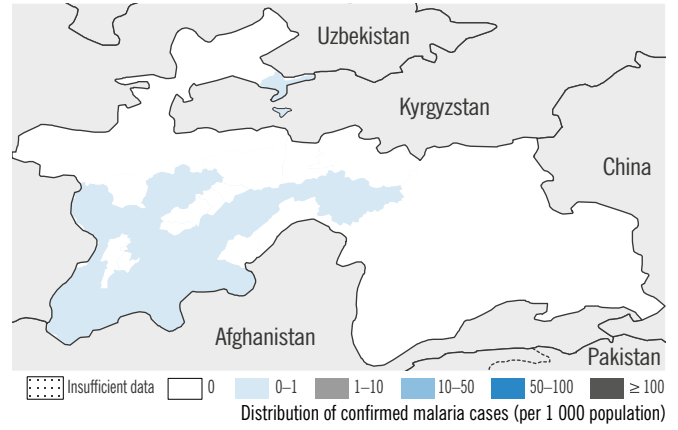 Uzbekistan
Kyrgyzstan
China
Afghanistan
Pakistan
Insufficient data 0 0–1 1–10 10–50 50–100 ≥ 100
Distribution of confirmed malaria cases (per 1 000 population)